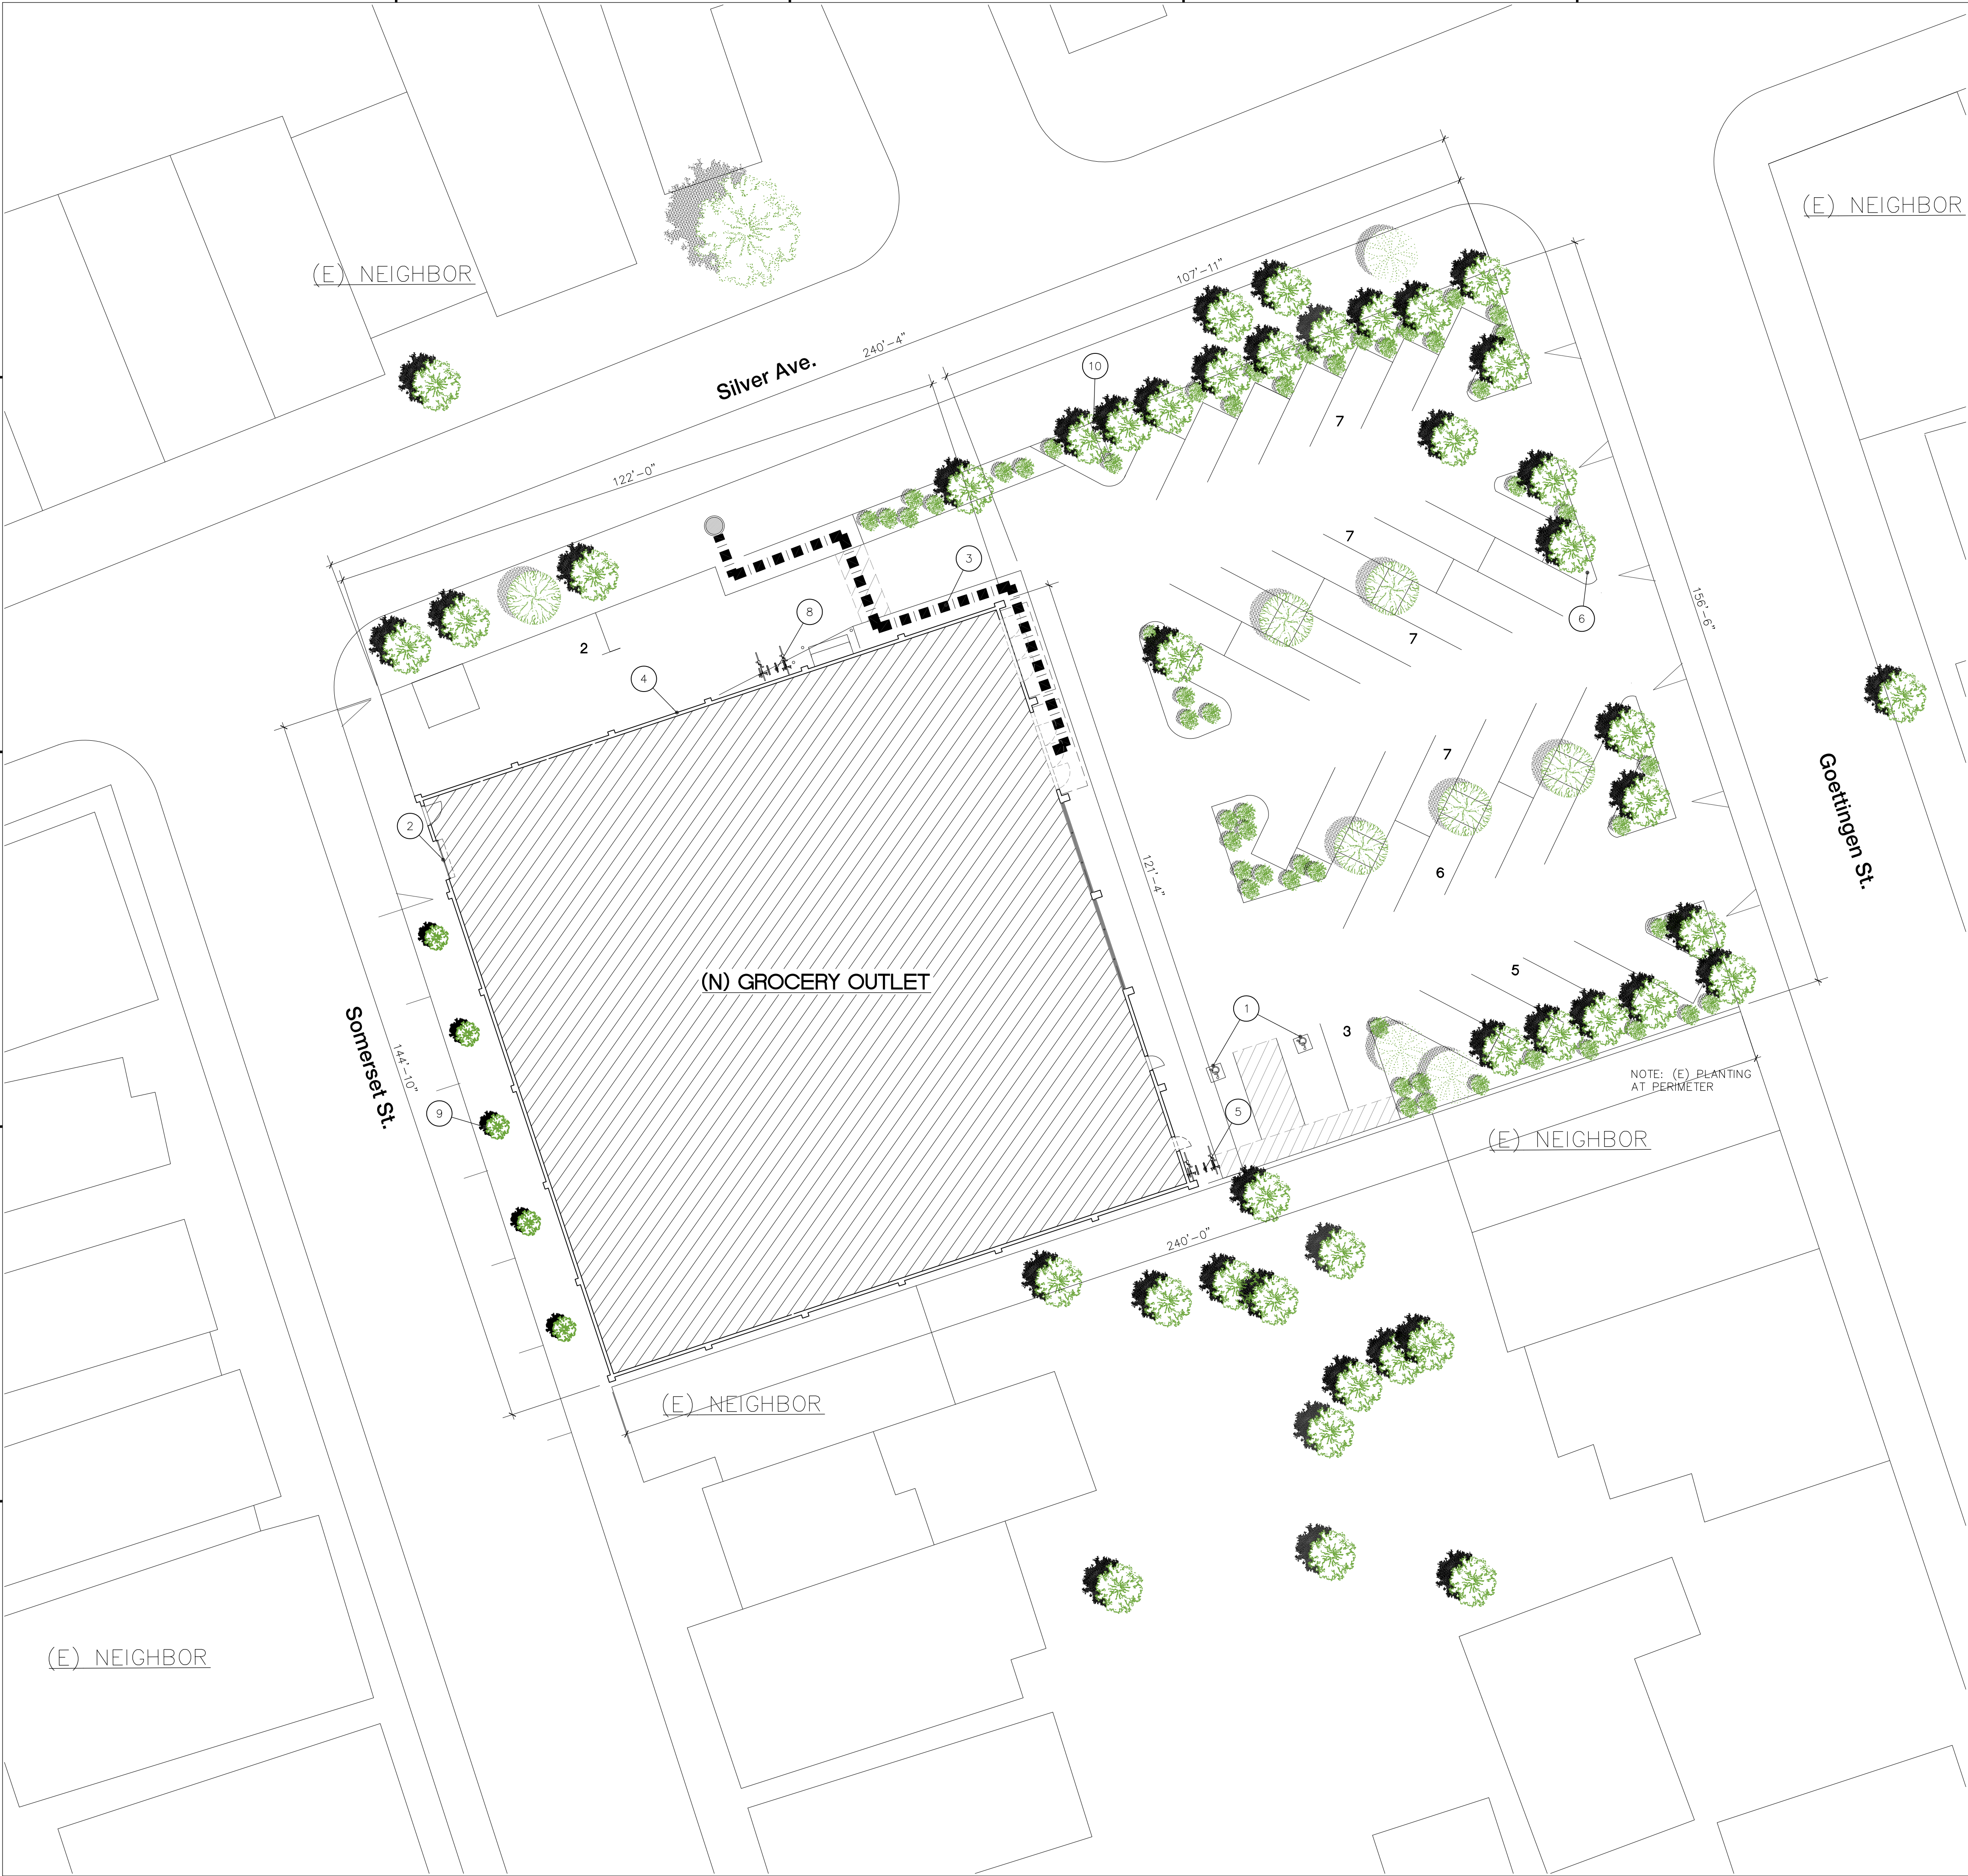 (E) NEIGHBOR
(E) NEIGHBOR
107'-11"
240'-4"
Silver Ave.
10
7
122'-0"
7
3
8
6
156'-6"
7
2
4
7
2
Goettingen St.
121'-4"
6
(N) GROCERY OUTLET
5
1
3
Somerset St.
144'-10"
NOTE: (E) PLANTING
AT PERIMETER
9
5
(E) NEIGHBOR
240'-0"
(E) NEIGHBOR
(E) NEIGHBOR